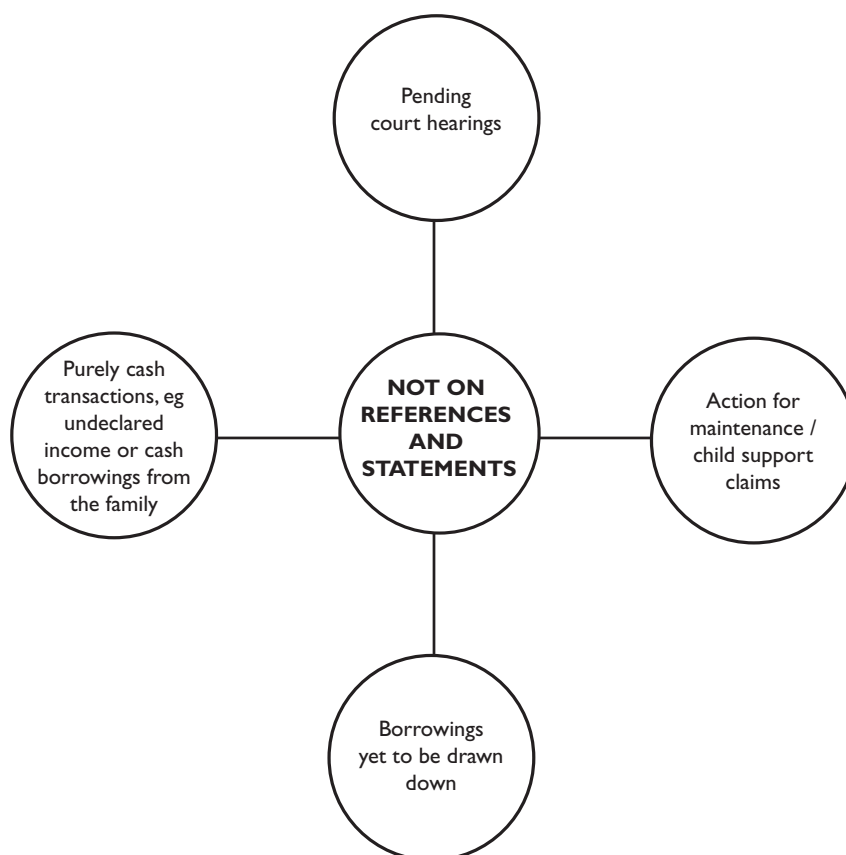 Pending
court hearings
Purely cash
transactions, eg
undeclared
income or cash
borrowings from
the family
NOT ON
REFERENCES
AND
STATEMENTS
Action for
maintenance /
child support
claims
Borrowings
yet to be drawn
down